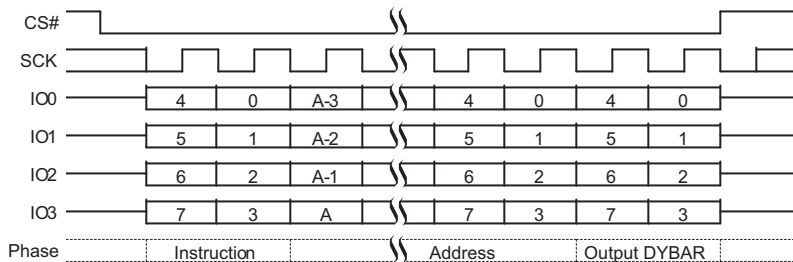 CS#
SCK
IO0 4 0 A-3 4 0 4 0
IO1 5 1 A-2 5 1 5 1
IO2 6 2 A-1 6 2 6 2
IO3 7 3 A 7 3 7 3
Phase Instruction Address Output DYBAR